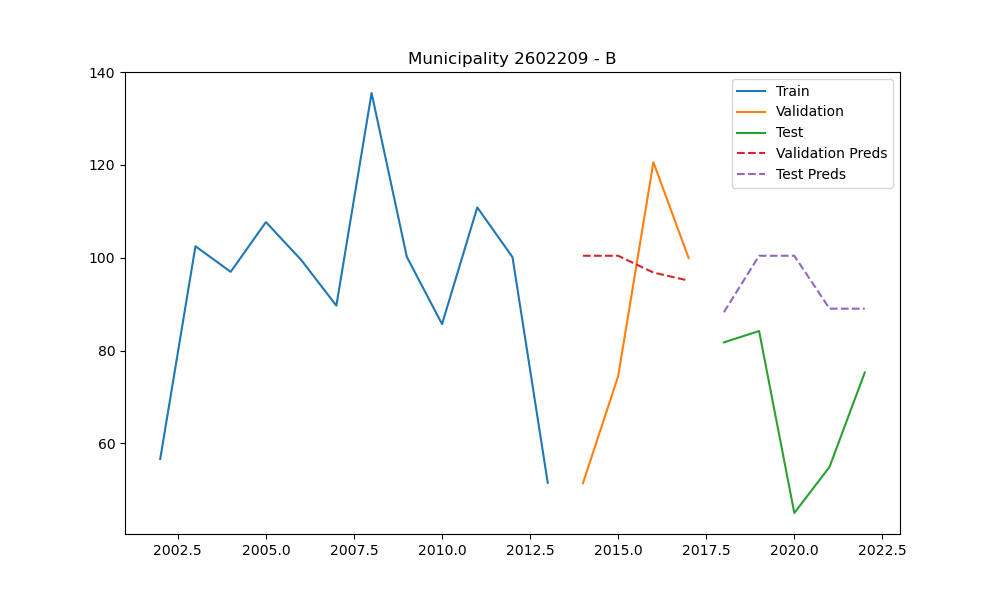 Municipality 2602209 - B
140
120
100
80
60
Train
Validation
Test
Validation Preds
Test Preds
2002.5 2005.0 2007.5 2010.0 2012.5 2015.0 2017.5 2020.0 2022.5